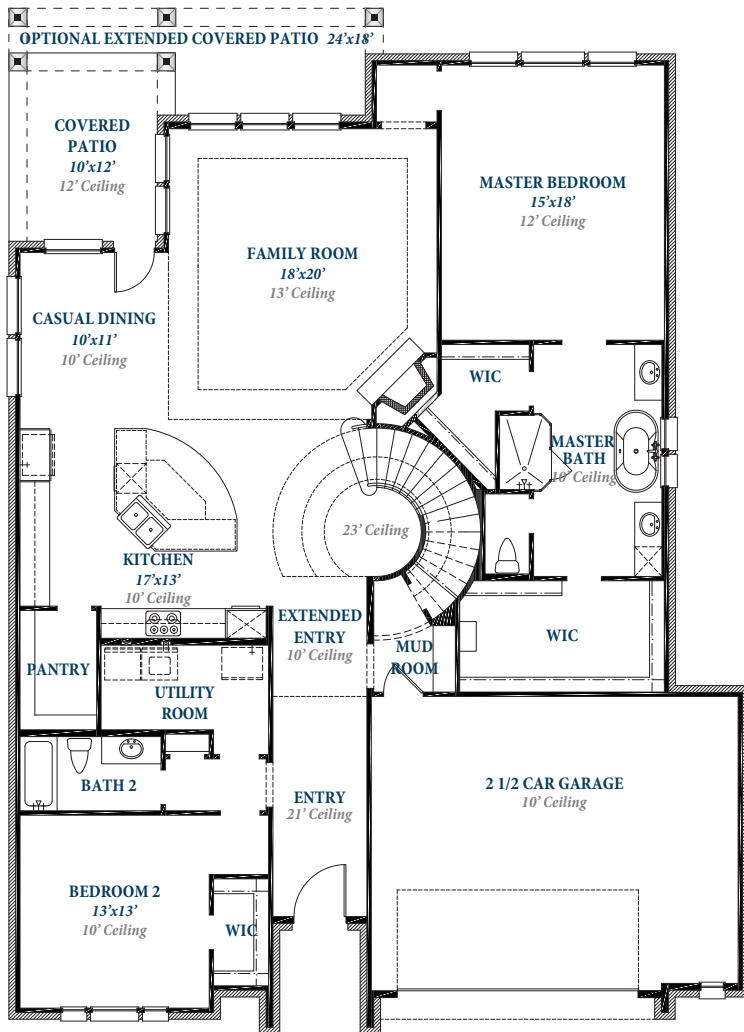 OPTIONAL EXTENDED COVERED PATIO 24'x18'
COVERED
PATIO
10'x12'
12' Ceiling
MASTER BEDROOM
15'x18'
12' Ceiling
FAMILY ROOM
18'x20'
13' Ceiling
CASUAL DINING
10'x11'
10' Ceiling
WIC
MASTER
BATH
10' Ceiling
23' Ceiling
KITCHEN
17'x13'
10' Ceiling
EXTENDED
ENTRY
10' Ceiling
MUD
ROOM
WIC
PANTRY
UTILITY
ROOM
BATH 2
ENTRY
21' Ceiling
2 1/2 CAR GARAGE
10' Ceiling
BEDROOM 2
13'x13'
10' Ceiling
WIC